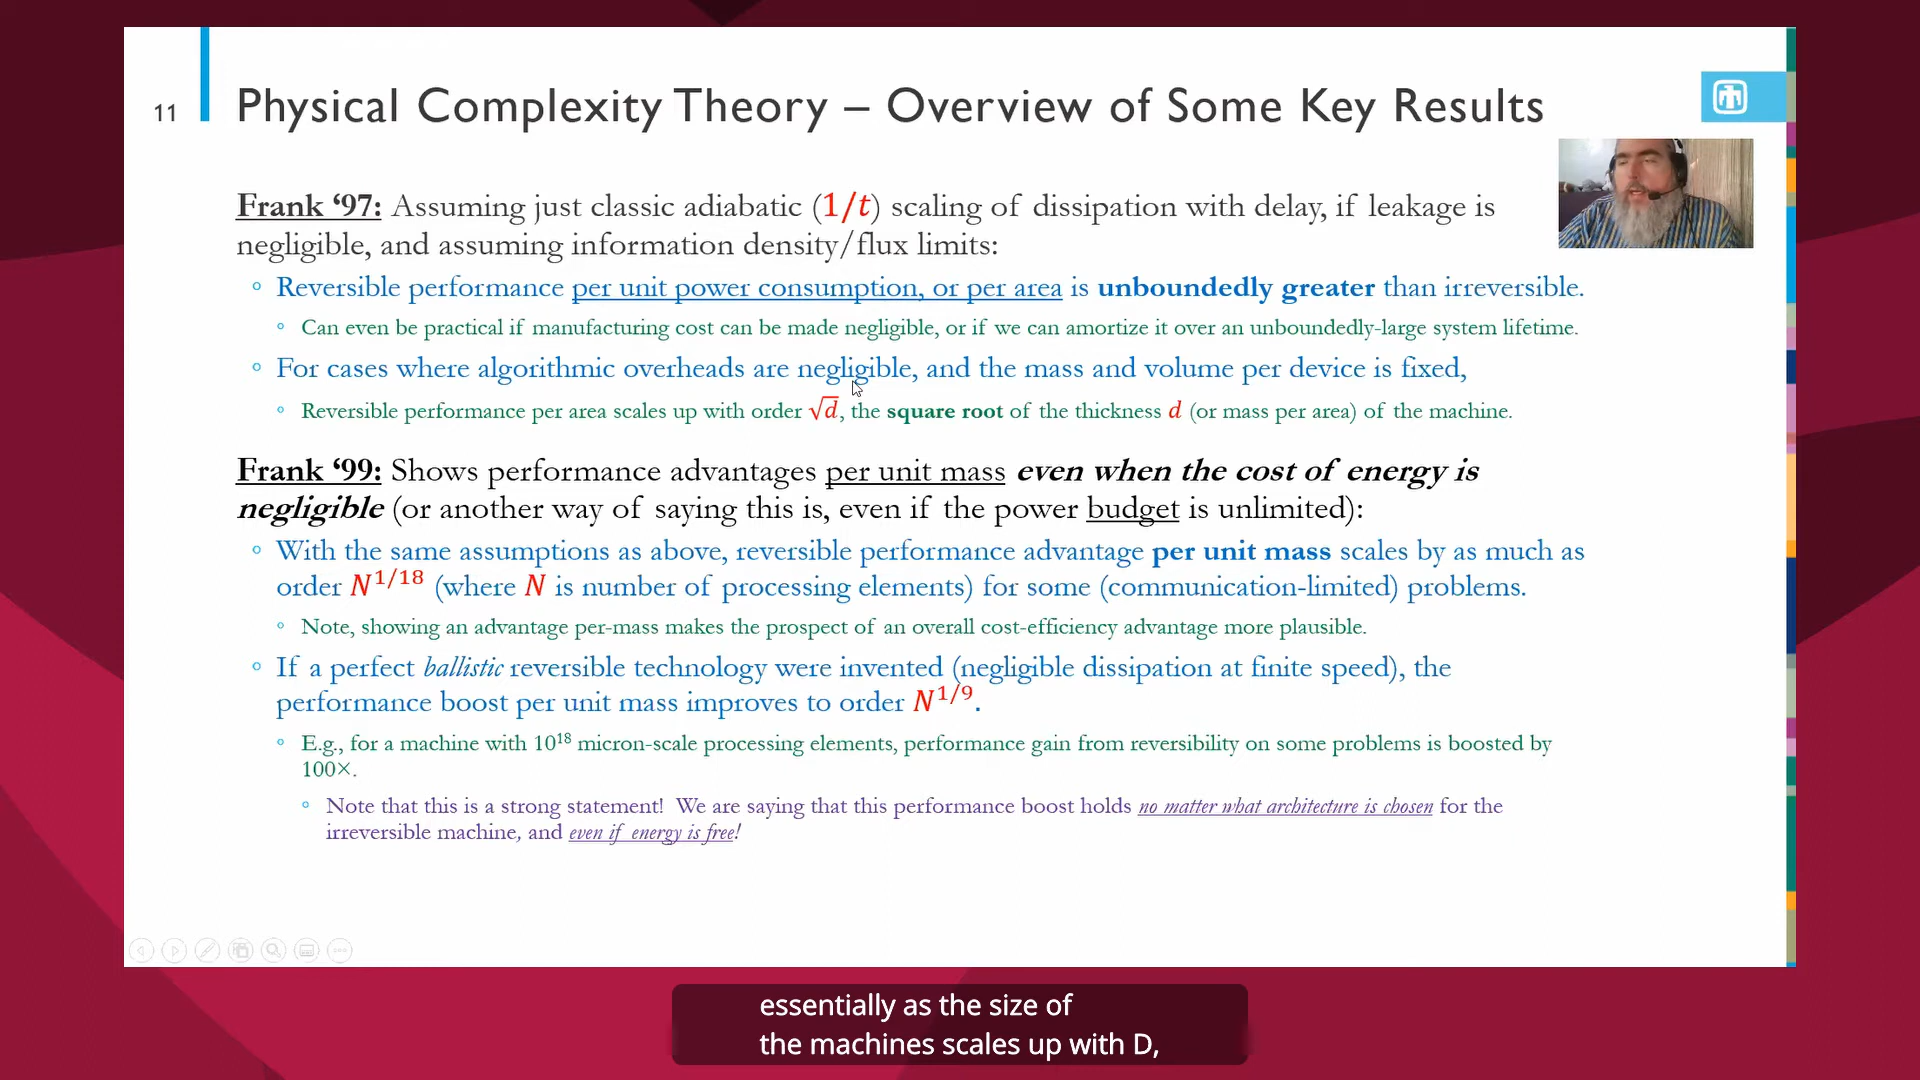 11
Physical Complexity Theory – Overview of Some Key Results
Frank ‘97: Assuming just classic adiabatic (1/t) scaling of dissipation with delay, if leakage is
negligible, and assuming information density/flux limits:
◦ Reversible performance per unit power consumption, or per area is unboundedly greater than irreversible.
◦ Can even be practical if manufacturing cost can be made negligible, or if we can amortize it over an unboundedly-large system lifetime.
◦ For cases where algorithmic overheads are negligible, and the mass and volume per device is fixed,
◦ Reversible performance per area scales up with order √d, the square root of the thickness d (or mass per area) of the machine.
Frank ‘99: Shows performance advantages per unit mass even when the cost of energy is
negligible (or another way of saying this is, even if the power budget is unlimited):
◦ With the same assumptions as above, reversible performance advantage per unit mass scales by as much as
order N^1/18 (where N is number of processing elements) for some (communication-limited) problems.
◦ Note, showing an advantage per-mass makes the prospect of an overall cost-efficiency advantage more plausible.
◦ If a perfect ballistic reversible technology were invented (negligible dissipation at finite speed), the
performance boost per unit mass improves to order N^1/9.
◦ E.g., for a machine with 10^18 micron-scale processing elements, performance gain from reversibility on some problems is boosted by
100×.
◦ Note that this is a strong statement! We are saying that this performance boost holds no matter what architecture is chosen for the
irreversible machine, and even if energy is free!
essentially as the size of
the machines scales up with D,